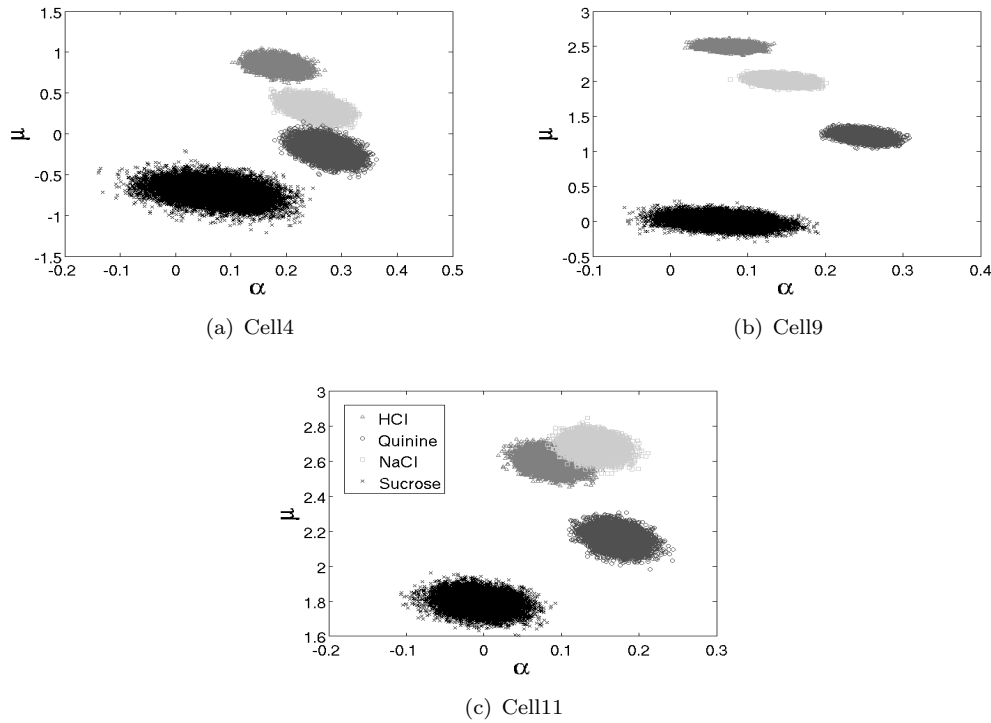 1.5
1
0.5
0
-0.5
-1
-1.5
μ
-0.2 -0.1 0 0.1 0.2 0.3 0.4 0.5
α
(a) Cell4
3
2.5
2
1.5
1
0.5
0
-0.5
μ
-0.1 0 0.1 0.2 0.3 0.4
α
(b) Cell9
3
2.8
2.6
2.4
2.2
2
1.8
1.6
μ
HCl
Quinine
NaCl
Sucrose
-0.2 -0.1 0 0.1 0.2 0.3
α
(c) Cell11